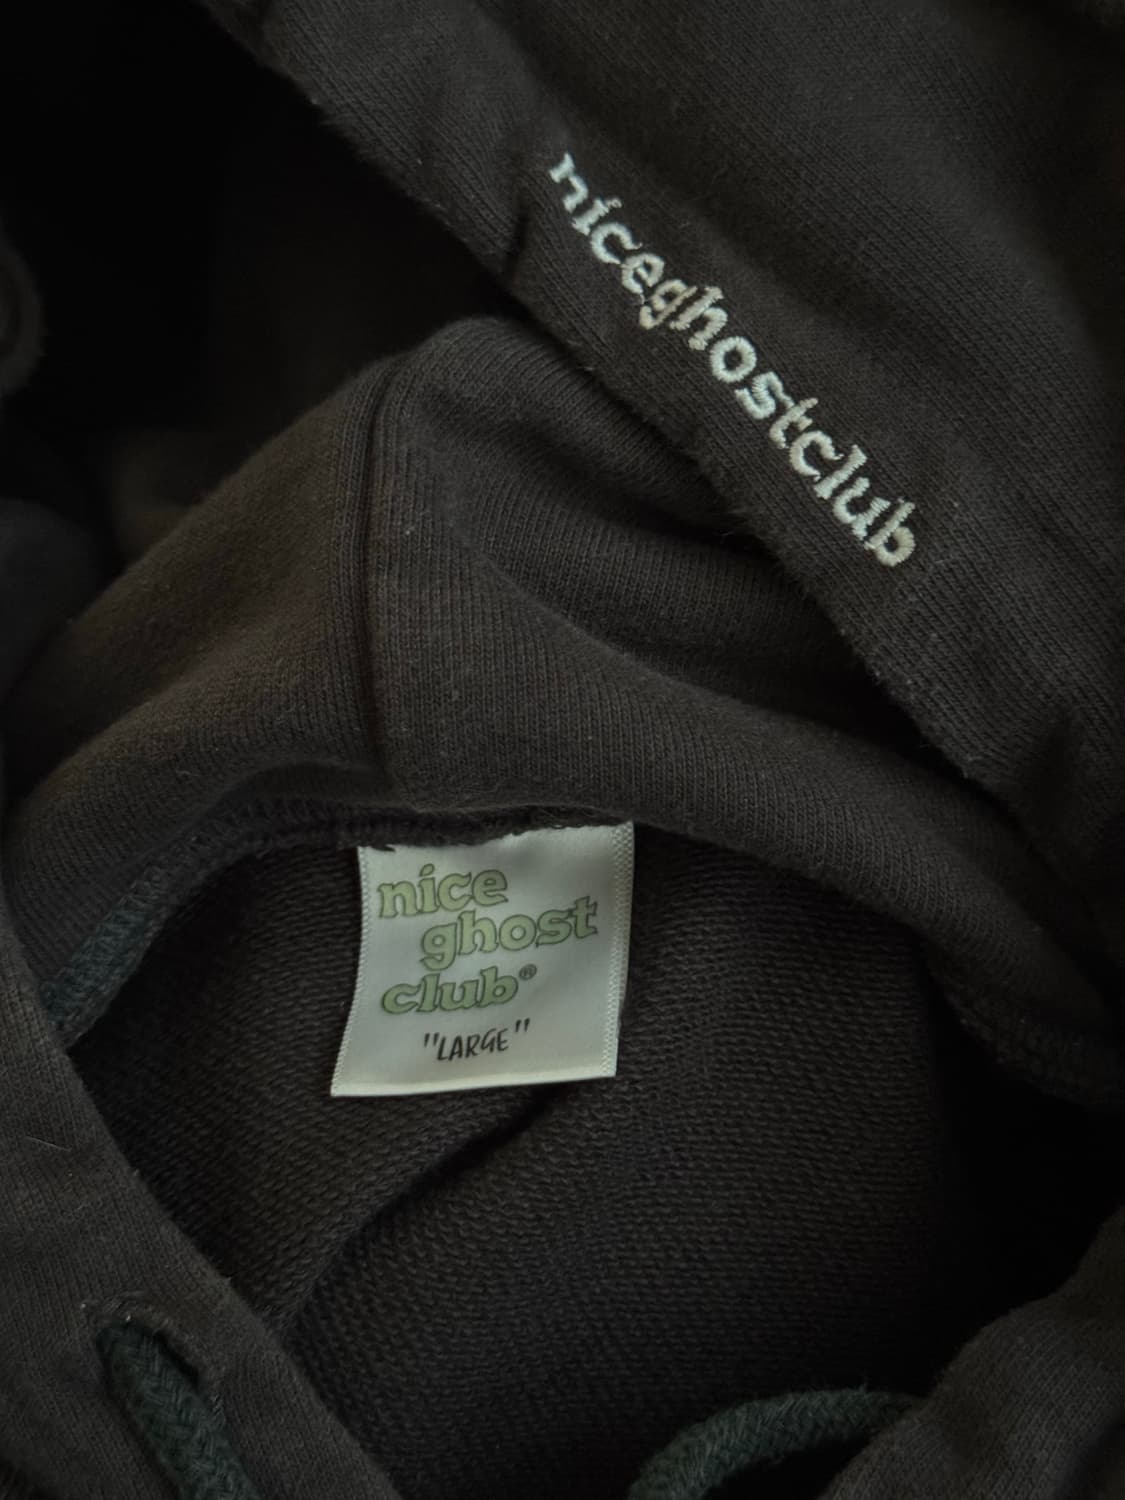 niceghostclub
nice
ghost
club®
"LARGE"